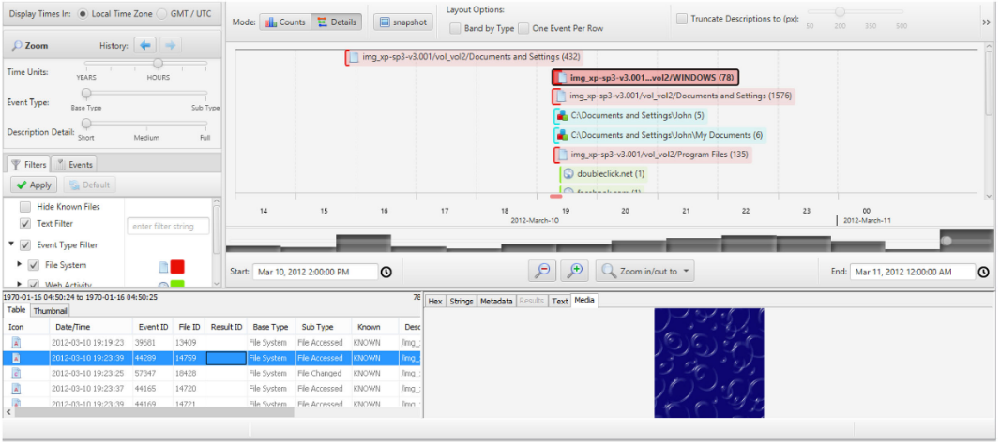 Display Times In: Local Time Zone GMT / UTC
Zoom History:
Time Units:
YEARS HOURS
Event Type:
Base Type Sub Type
Description Detail:
Short Medium Full
Filters Events
Apply Default
Hide Known Files
Text Filter enter filter string
Event Type Filter
File System
Web Activity
Mode: Counts Details snapshot
Layout Options:
Band by Type One Event Per Row
Truncate Descriptions to (px):
50 200 350 500
>>
img_xp-sp3-v3.001/vol_vol2/Documents and Settings (432)
img_xp-sp3-v3.001...vol2/WINDOWS (78)
img_xp-sp3-v3.001/vol_vol2/Documents and Settings (1576)
C:\Documents and Settings\John (5)
C:\Documents and Settings\John\My Documents (6)
img_xp-sp3-v3.001/vol_vol2/Program Files (135)
doubleclick.net (1)
facebook.com (1)
14 15 16 17 18 19 20 21 22 23 00
2012-March-10 2012-March-11
Start: Mar 10, 2012 2:00:00 PM
Zoom in/out to
End: Mar 11, 2012 12:00:00 AM
1970-01-16 04:50:24 to 1970-01-16 04:50:25 78
Table Thumbnail
Icon Date/Time Event ID File ID Result ID Base Type Sub Type Known Desc
2012-03-10 19:19:23 39681 13409 File System File Accessed KNOWN /img_
2012-03-10 19:23:39 44289 14759 File System File Accessed KNOWN /img_
2012-03-10 19:23:25 57347 18428 File System File Changed KNOWN /img_
2012-03-10 19:23:37 44165 14720 File System File Accessed KNOWN /img_
2012-03-10 19:23:39 44169 14721 File System File Accessed KNOWN /img_
Hex Strings Metadata Results Text Media